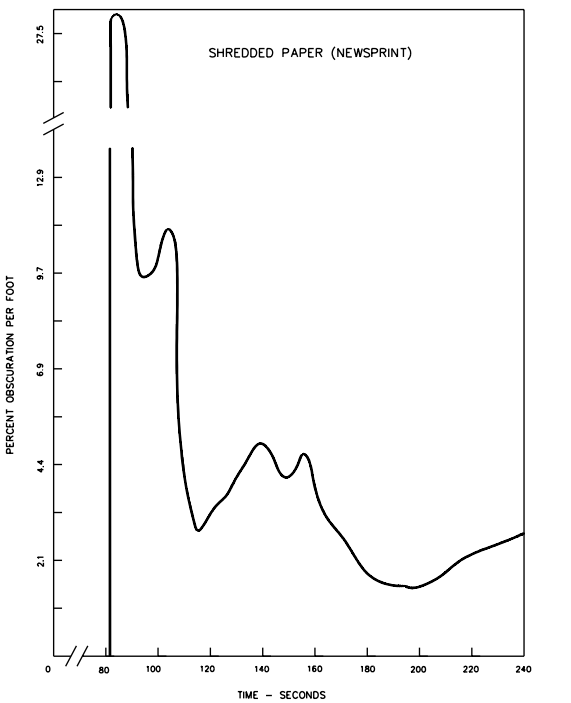 SHREDDED PAPER (NEWSPRINT)
PERCENT OBSCURATION PER FOOT
27.5
12.9
9.7
6.9
4.4
2.1
0 80 100 120 140 160 180 200 220 240
TIME - SECONDS